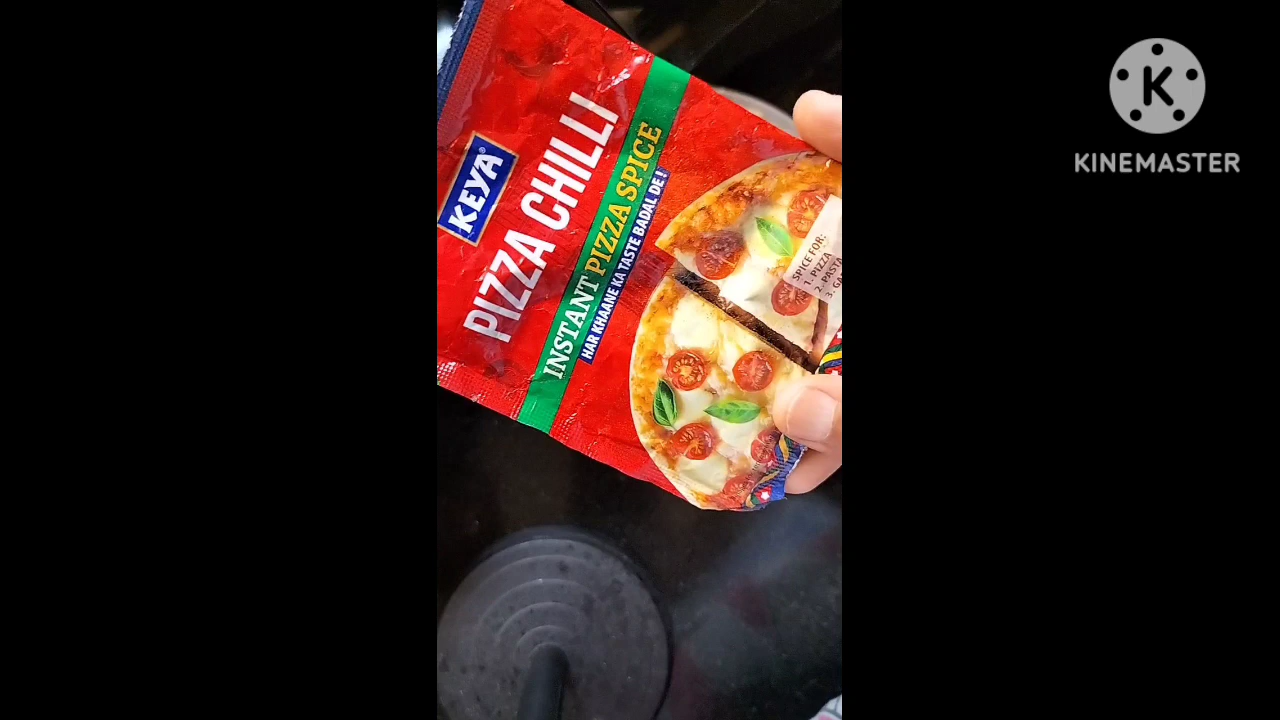 KEYA®
PIZZA CHILLI
INSTANT PIZZA SPICE
HAR KHAANE KA TASTE BADAL DE!
SPICE FOR:
1. PIZZA
2. PASTA
3.
K
KINEMASTER